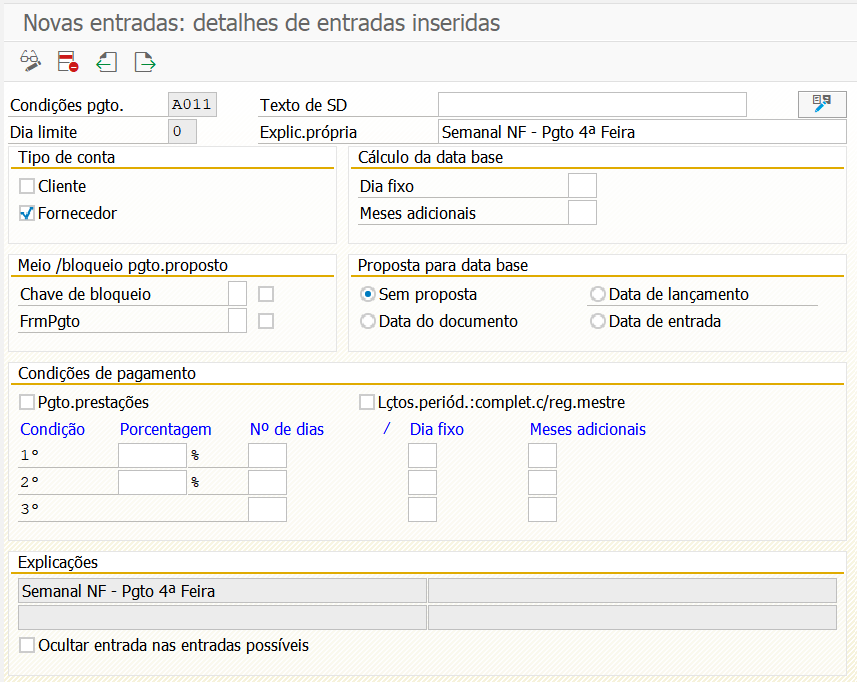 Novas entradas: detalhes de entradas inseridas
Condições pgto. A011 Texto de SD
Dia limite 0 Explic.própria Semanal NF - Pgto 4ª Feira
Tipo de conta Cálculo da data base
Cliente Dia fixo
Fornecedor Meses adicionais
Meio /bloqueio pgto.proposto Proposta para data base
Chave de bloqueio Sem proposta Data de lançamento
FrmPgto Data do documento Data de entrada
Condições de pagamento
Pgto.prestações Lçtos.periód.:complet.c/reg.mestre
Condição Porcentagem Nº de dias / Dia fixo Meses adicionais
1º %
2º %
3º
Explicações
Semanal NF - Pgto 4ª Feira
Ocultar entrada nas entradas possíveis